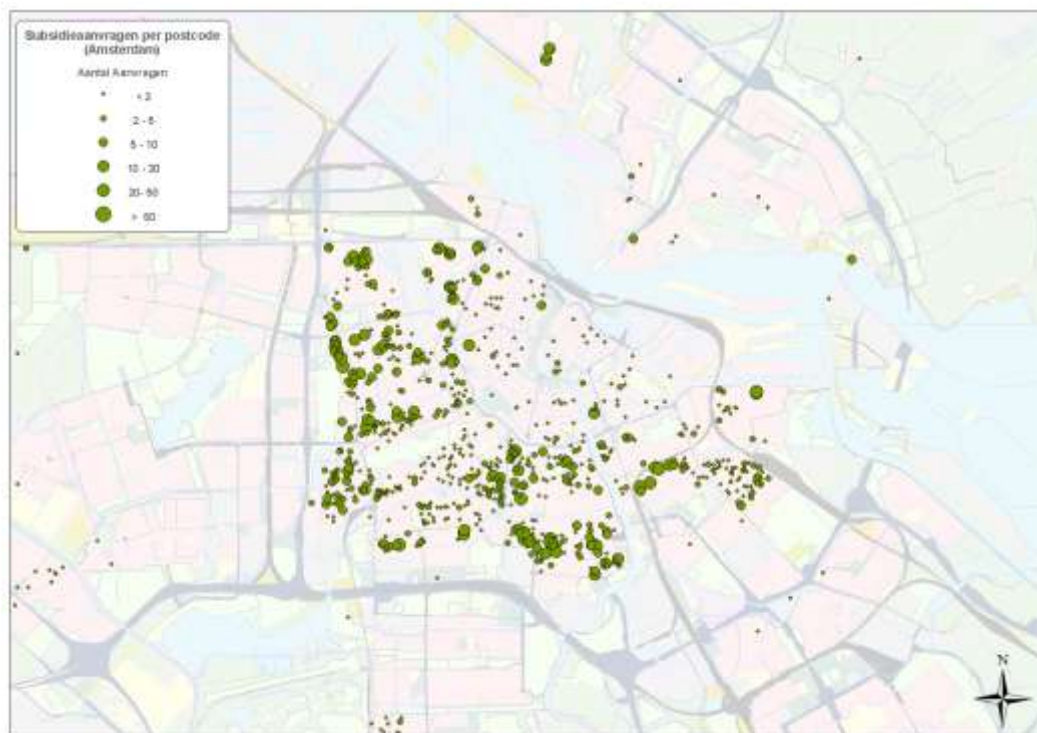 Subsidieaanvragen per postcode
(Amsterdam)
Aantal Aanvragen
< 2
2 - 5
5 - 10
10 - 20
20 - 50
> 50
N